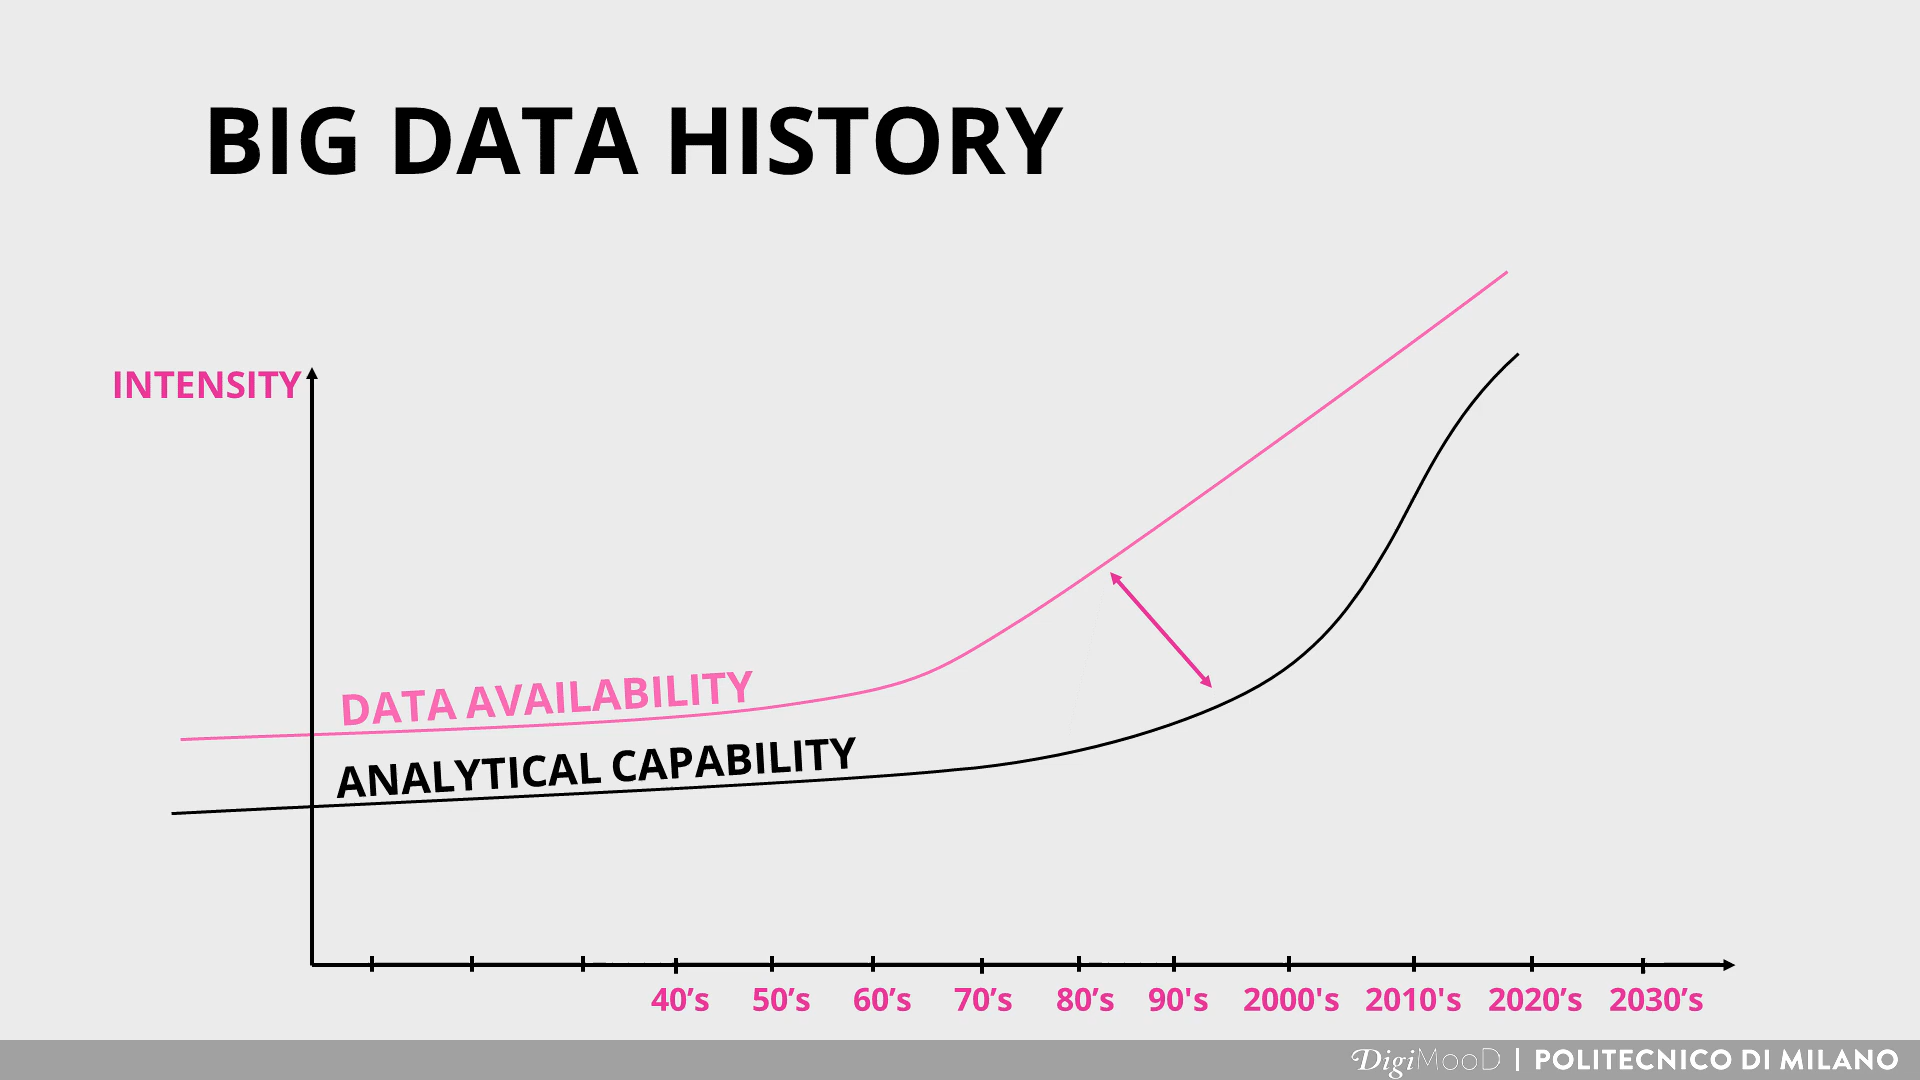 BIG DATA HISTORY
INTENSITY
DATA AVAILABILITY
ANALYTICAL CAPABILITY
40’s 50’s 60’s 70’s 80’s 90's 2000's 2010's 2020’s 2030’s
DigiMooD | POLITECNICO DI MILANO